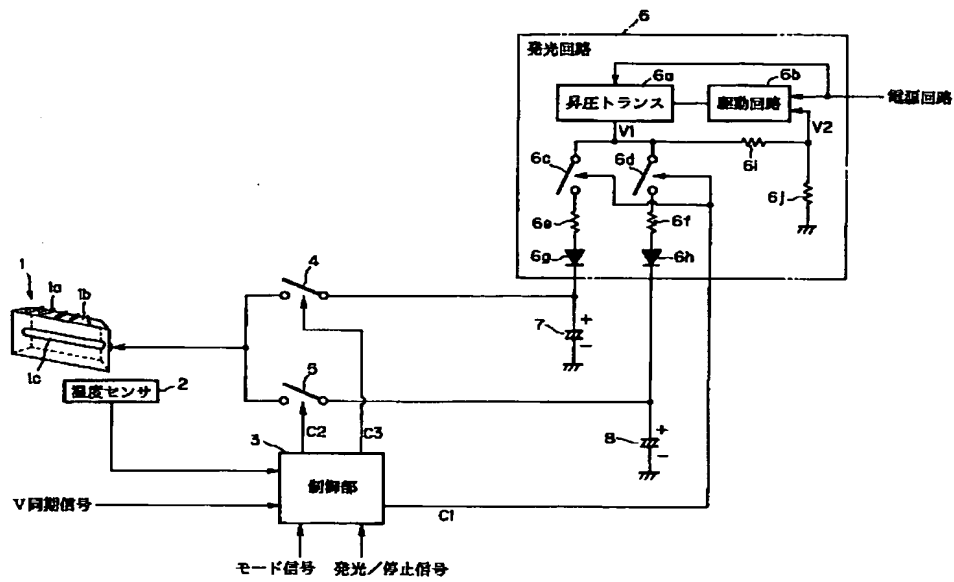 6
発光回路
6a
6b
昇圧トランス
駆動回路
電源回路
V1
V2
6c
6d
6i
6j
6e
6f
6g
6h
1
1a
1b
1c
4
7
+
−
温度センサ
2
5
8
+
−
C2
C3
3
制御部
V同期信号
C1
モード信号
発光／停止信号